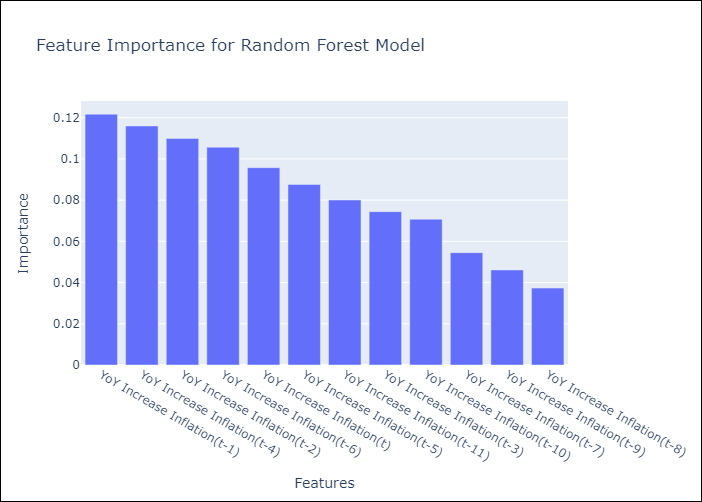 Feature Importance for Random Forest Model
Importance
0.12
0.1
0.08
0.06
0.04
0.02
0
YoY Increase Inflation(t-1)
YoY Increase Inflation(t-4)
YoY Increase Inflation(t-2)
YoY Increase Inflation(t-6)
YoY Increase Inflation(t)
YoY Increase Inflation(t-5)
YoY Increase Inflation(t-11)
YoY Increase Inflation(t-3)
YoY Increase Inflation(t-10)
YoY Increase Inflation(t-7)
YoY Increase Inflation(t-9)
YoY Increase Inflation(t-8)
Features